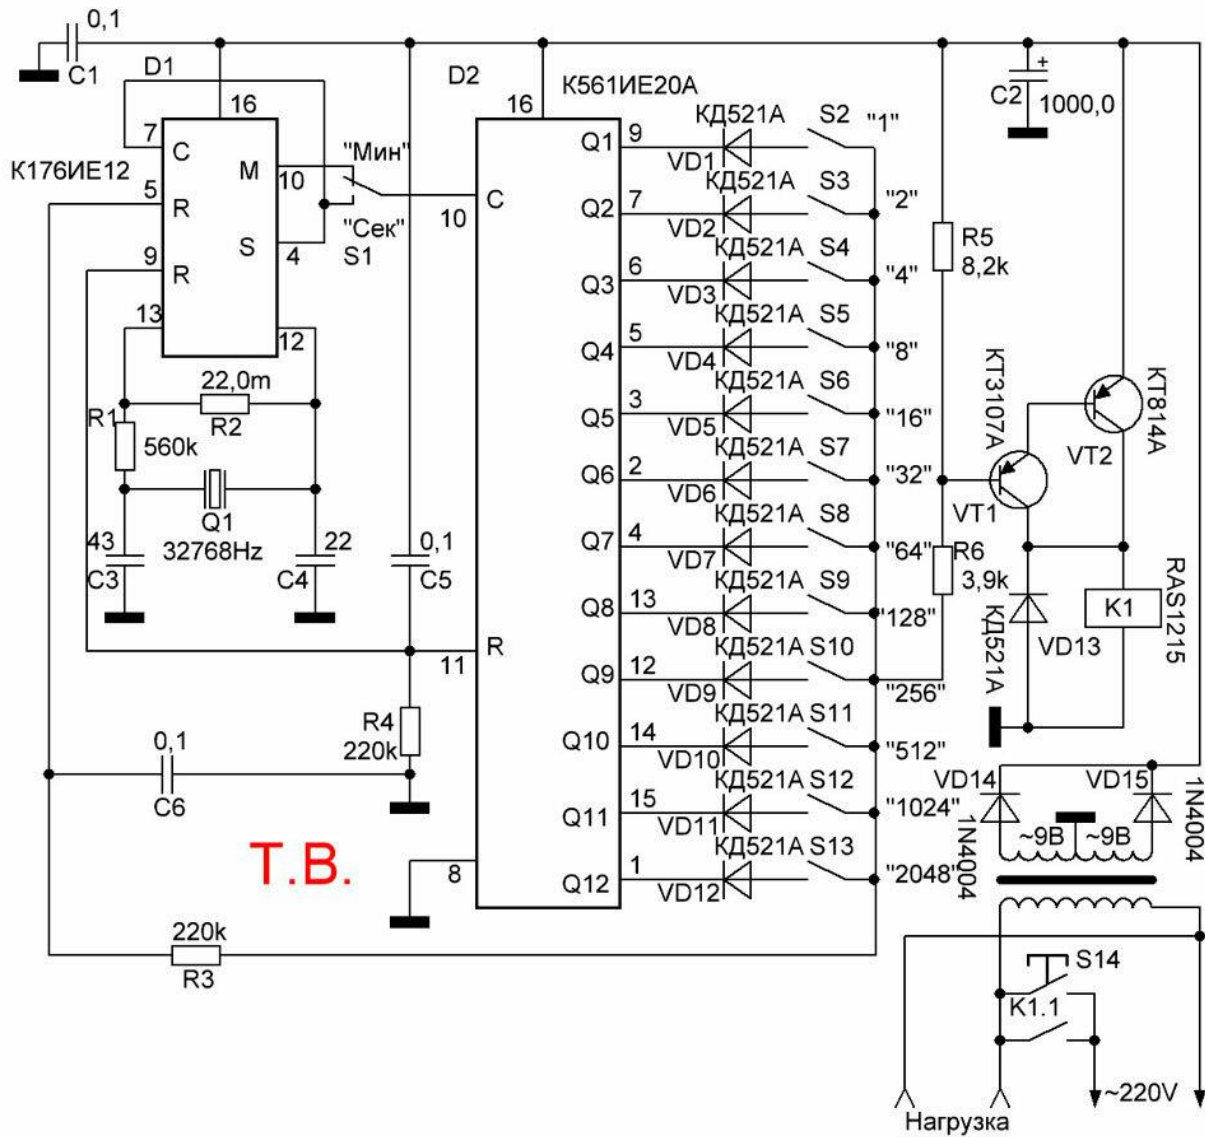 0,1
C1
D1
К176ИЕ12
16
7
C
5
R
9
R
13
M
10
S
4
12
"Мин"
"Сек"
S1
22,0m
R2
R1
560k
Q1
32768Hz
43
C3
22
C4
0,1
C5
R4
220k
0,1
C6
220k
R3
T.B.
D2
К561ИЕ20А
16
C
10
R
11
8
Q1 9 КД521А VD1 S2 "1"
Q2 7 КД521А VD2 S3 "2"
Q3 6 КД521А VD3 S4 "4"
Q4 5 КД521А VD4 S5 "8"
Q5 3 КД521А VD5 S6 "16"
Q6 2 КД521А VD6 S7 "32"
Q7 4 КД521А VD7 S8 "64"
Q8 13 КД521А VD8 S9 "128"
Q9 12 КД521А VD9 S10 "256"
Q10 14 КД521А VD10 S11 "512"
Q11 15 КД521А VD11 S12 "1024"
Q12 1 КД521А VD12 S13 "2048"
+
C2
1000,0
R5
8,2k
R6
3,9k
КТ3107А
VT1
КТ814А
VT2
КД521А
VD13
K1
RAS1215
VD14
1N4004
VD15
1N4004
~9В
~9В
S14
K1.1
~220V
Нагрузка